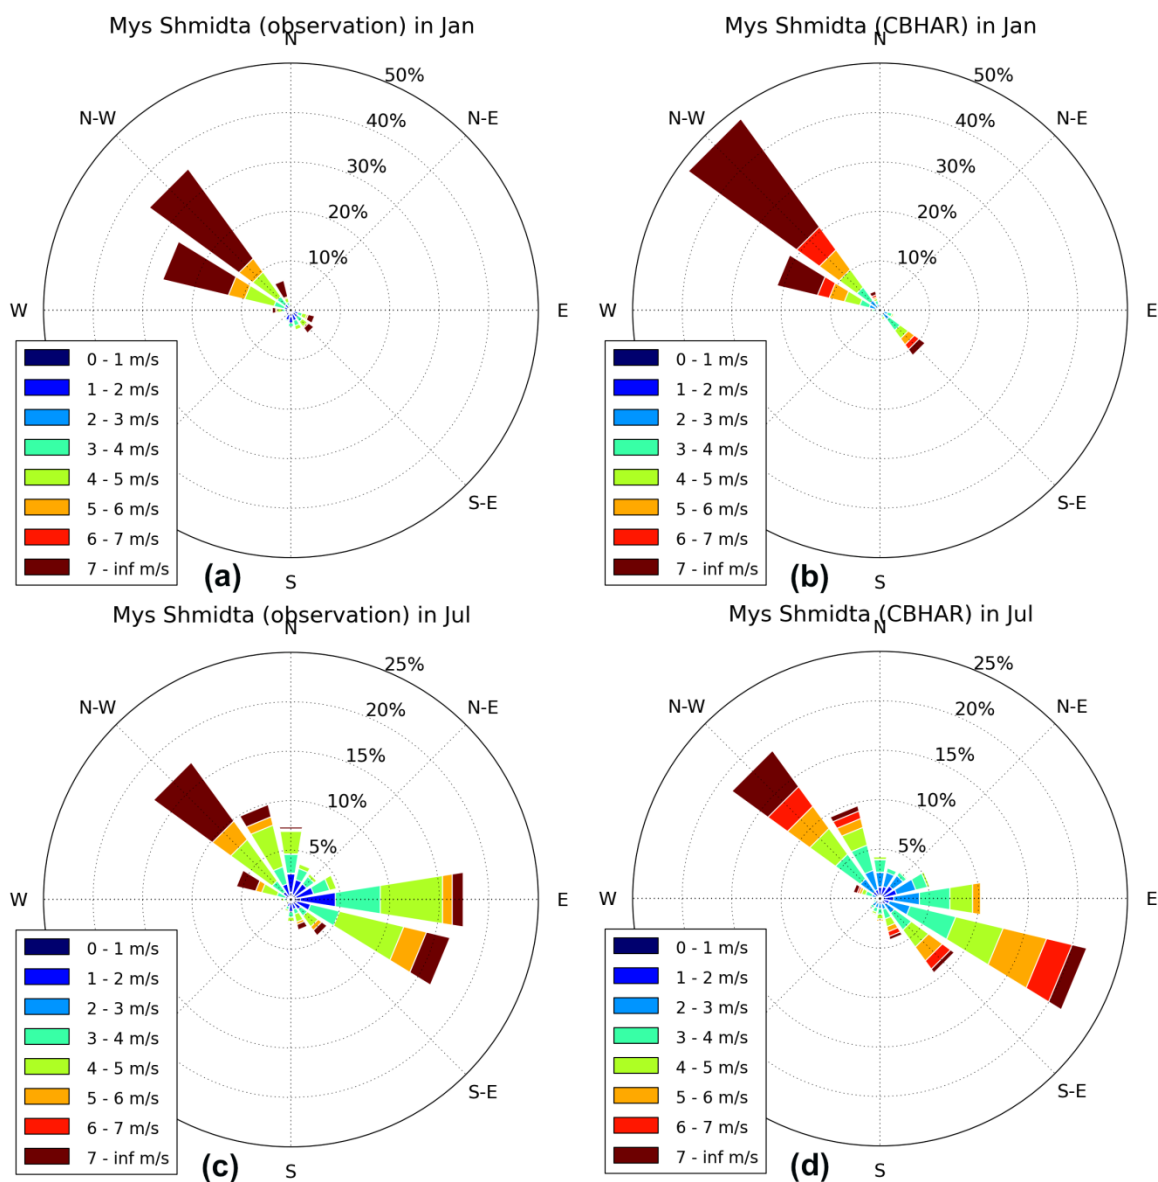 Mys Shmidta (observation) in Jan
N
50%
N-W
N-E
40%
30%
20%
10%
W
E
0 - 1 m/s
1 - 2 m/s
2 - 3 m/s
3 - 4 m/s
4 - 5 m/s
5 - 6 m/s
6 - 7 m/s
7 - inf m/s
S-E
(a)
S
Mys Shmidta (CBHAR) in Jan
N
50%
N-W
N-E
40%
30%
20%
10%
W
E
0 - 1 m/s
1 - 2 m/s
2 - 3 m/s
3 - 4 m/s
4 - 5 m/s
5 - 6 m/s
6 - 7 m/s
7 - inf m/s
S-E
(b)
S
Mys Shmidta (observation) in Jul
N
25%
N-W
N-E
20%
15%
10%
5%
W
E
0 - 1 m/s
1 - 2 m/s
2 - 3 m/s
3 - 4 m/s
4 - 5 m/s
5 - 6 m/s
6 - 7 m/s
7 - inf m/s
S-E
(c)
S
Mys Shmidta (CBHAR) in Jul
N
25%
N-W
N-E
20%
15%
10%
5%
W
E
0 - 1 m/s
1 - 2 m/s
2 - 3 m/s
3 - 4 m/s
4 - 5 m/s
5 - 6 m/s
6 - 7 m/s
7 - inf m/s
S-E
(d)
S